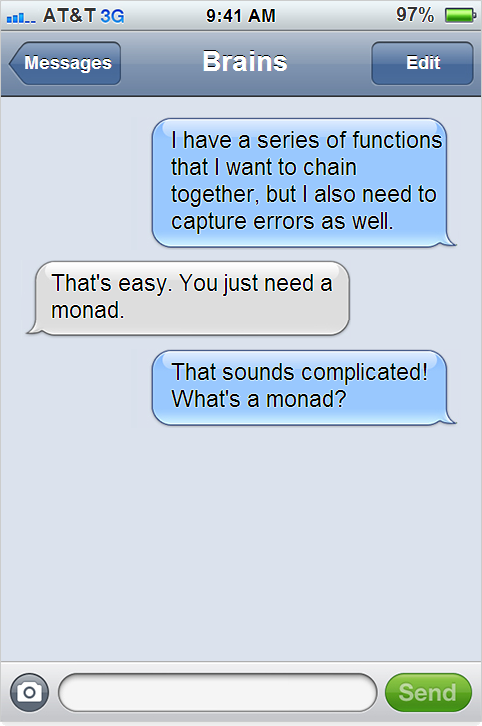 AT&T 3G 9:41 AM 97%
Messages Brains Edit
I have a series of functions
that I want to chain
together, but I also need to
capture errors as well.
That's easy. You just need a
monad.
That sounds complicated!
What's a monad?
Send